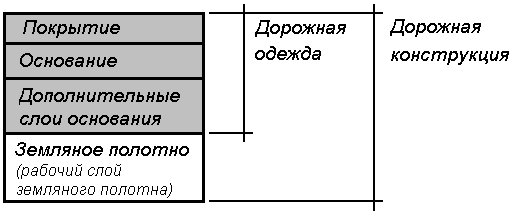 Покрытие
Основание
Дополнительные
слои основания
Земляное полотно
(рабочий слой
земляного полотна)
Дорожная
одежда
Дорожная
конструкция